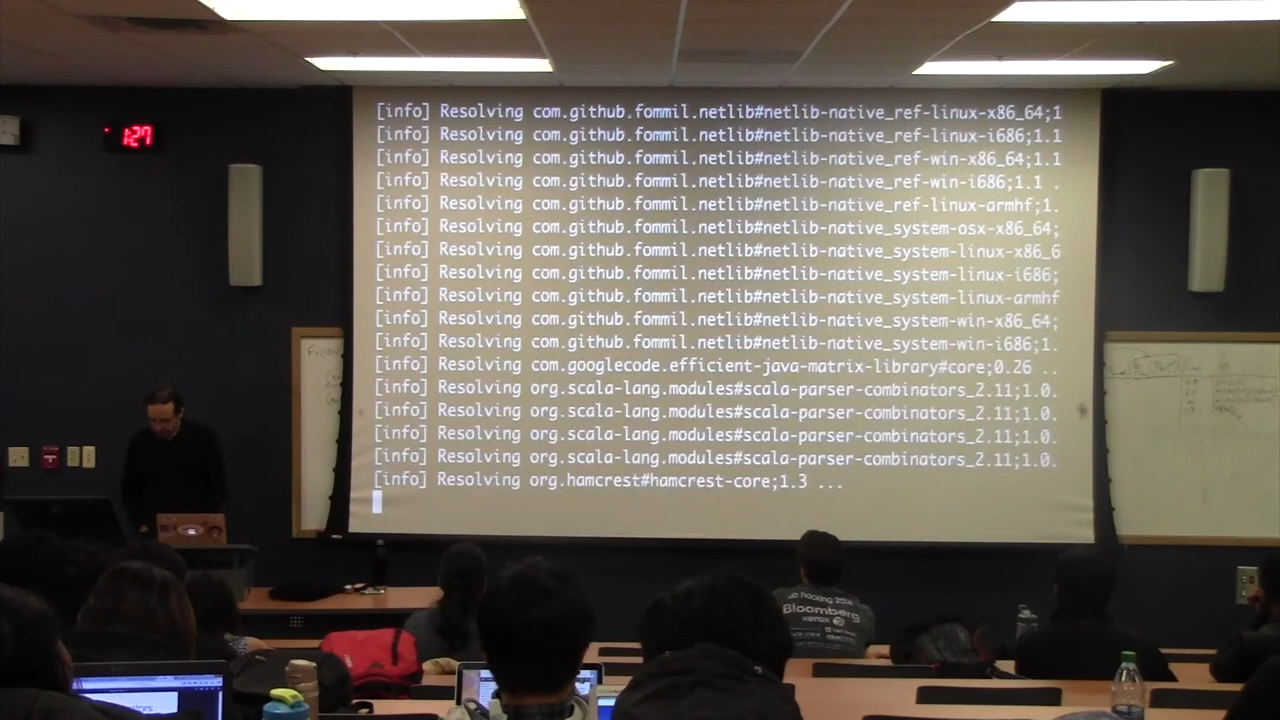 1:27
[info] Resolving com.github.fommil.netlib#netlib-native_ref-linux-x86_64;1
[info] Resolving com.github.fommil.netlib#netlib-native_ref-linux-i686;1.1
[info] Resolving com.github.fommil.netlib#netlib-native_ref-win-x86_64;1.1
[info] Resolving com.github.fommil.netlib#netlib-native_ref-win-i686;1.1 .
[info] Resolving com.github.fommil.netlib#netlib-native_ref-linux-armhf;1.
[info] Resolving com.github.fommil.netlib#netlib-native_system-osx-x86_64;
[info] Resolving com.github.fommil.netlib#netlib-native_system-linux-x86_6
[info] Resolving com.github.fommil.netlib#netlib-native_system-linux-i686;
[info] Resolving com.github.fommil.netlib#netlib-native_system-linux-armhf
[info] Resolving com.github.fommil.netlib#netlib-native_system-win-x86_64;
[info] Resolving com.github.fommil.netlib#netlib-native_system-win-i686;1.
[info] Resolving com.googlecode.efficient-java-matrix-library#core;0.26 ..
[info] Resolving org.scala-lang.modules#scala-parser-combinators_2.11;1.0.
[info] Resolving org.scala-lang.modules#scala-parser-combinators_2.11;1.0.
[info] Resolving org.scala-lang.modules#scala-parser-combinators_2.11;1.0.
[info] Resolving org.scala-lang.modules#scala-parser-combinators_2.11;1.0.
[info] Resolving org.hamcrest#hamcrest-core;1.3 ...
ub hacking 2014
Bloomberg
xerox